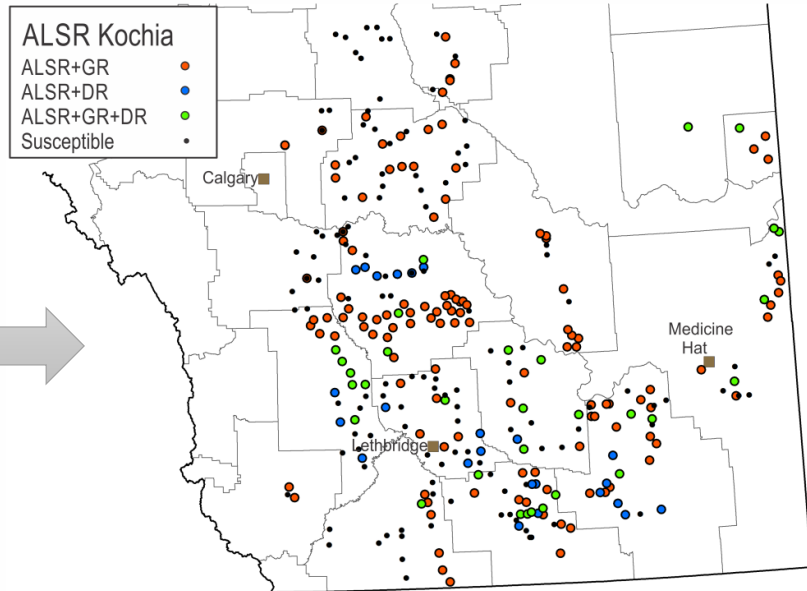 ALSR Kochia
ALSR+GR
ALSR+DR
ALSR+GR+DR
Susceptible
Calgary
Medicine
Hat
Lethbridge